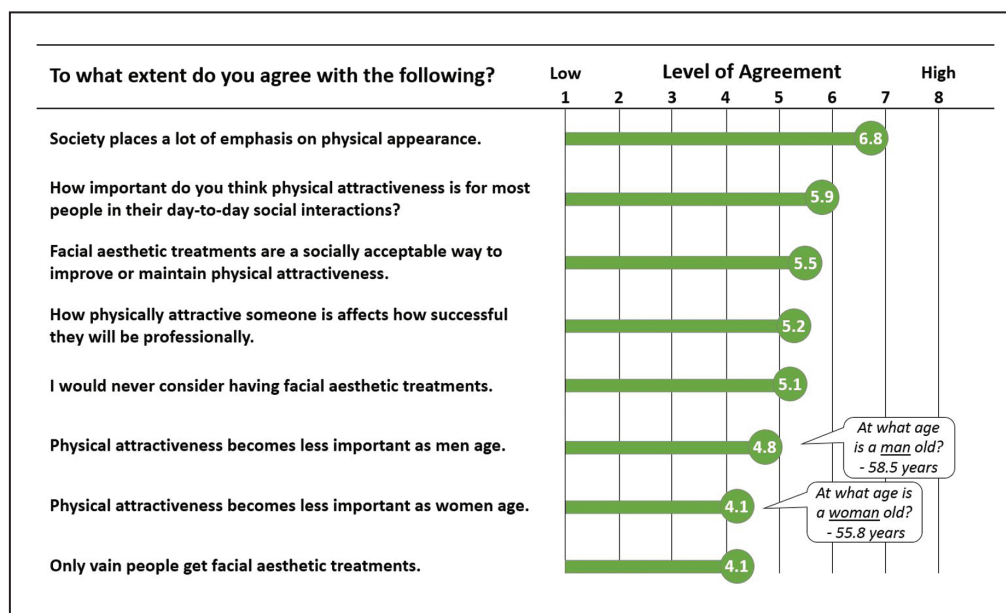 To what extent do you agree with the following?
Low Level of Agreement High
1 2 3 4 5 6 7 8
Society places a lot of emphasis on physical appearance.
6.8
How important do you think physical attractiveness is for most
people in their day-to-day social interactions?
5.9
Facial aesthetic treatments are a socially acceptable way to
improve or maintain physical attractiveness.
5.5
How physically attractive someone is affects how successful
they will be professionally.
5.2
I would never consider having facial aesthetic treatments.
5.1
Physical attractiveness becomes less important as men age.
4.8
At what age
is a man old?
- 58.5 years
Physical attractiveness becomes less important as women age.
4.1
At what age is
a woman old?
- 55.8 years
Only vain people get facial aesthetic treatments.
4.1